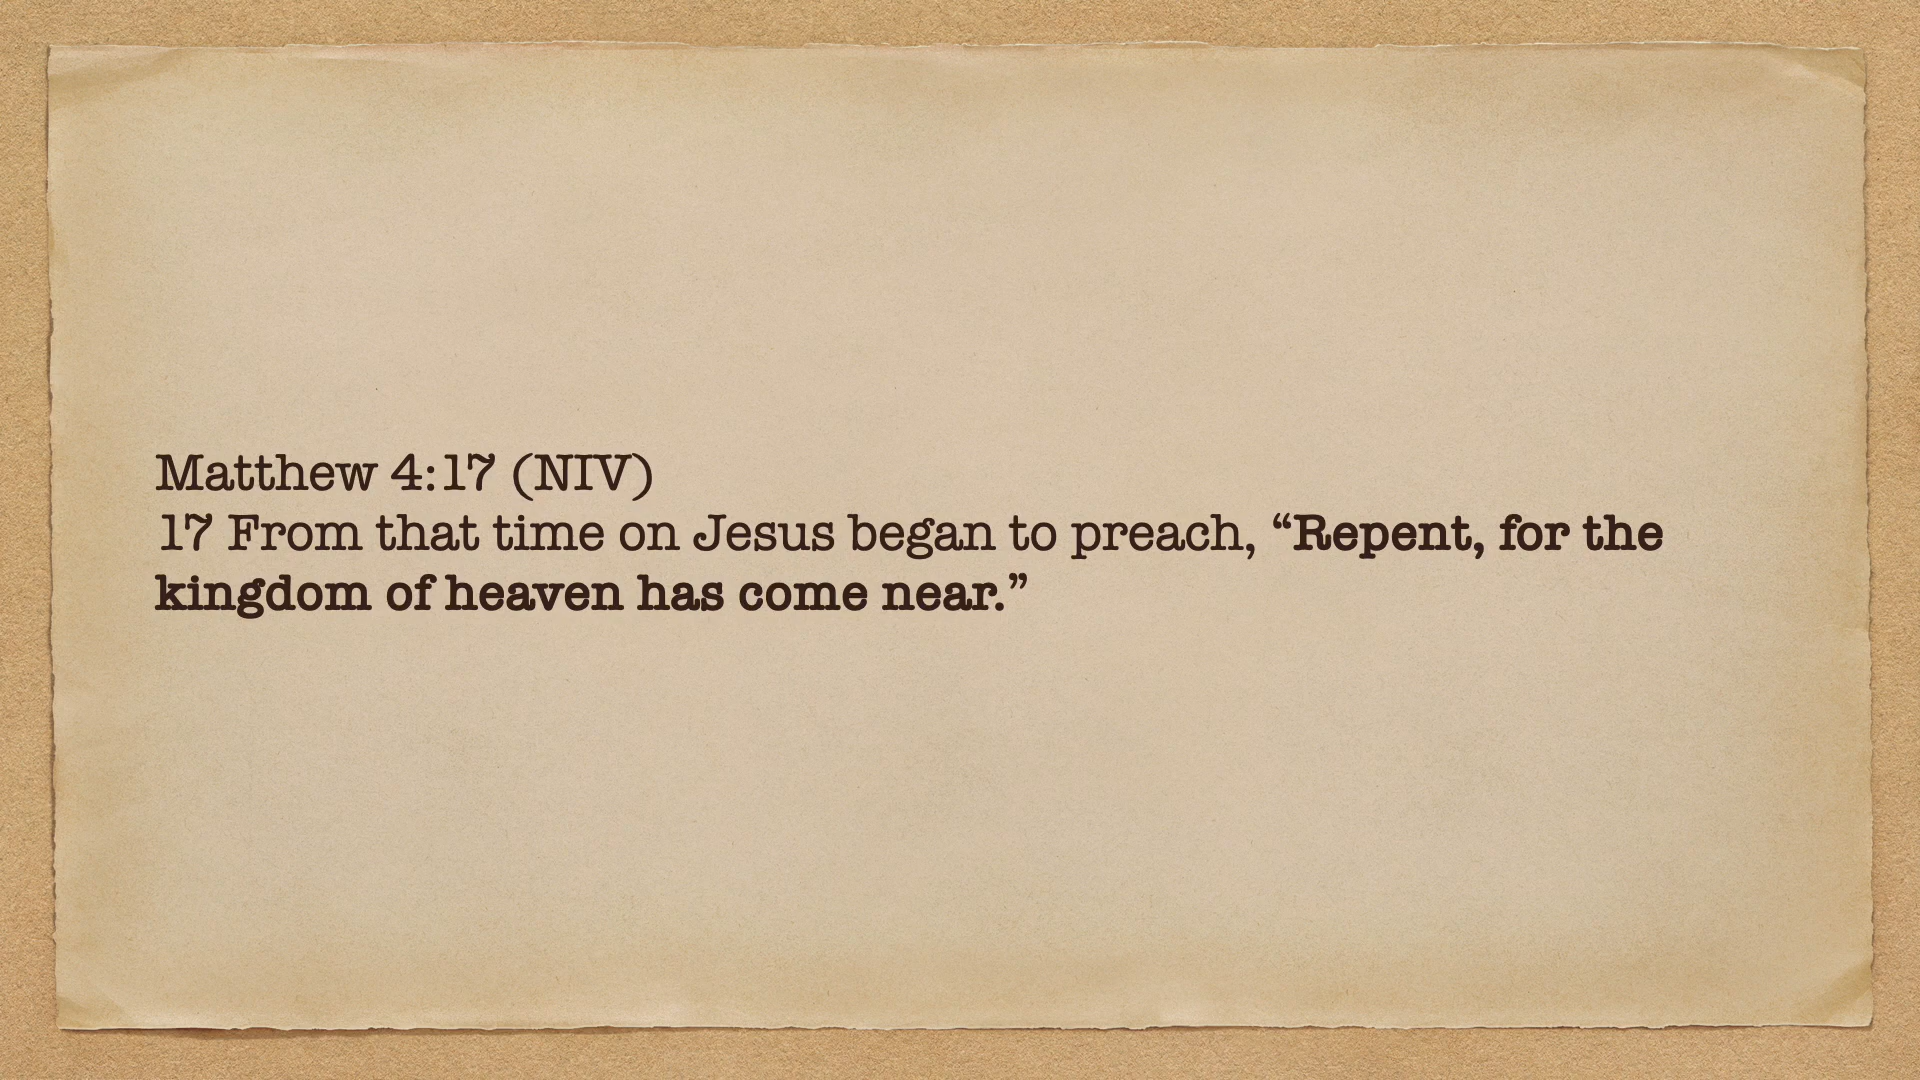 Matthew 4:17 (NIV)
17 From that time on Jesus began to preach, “Repent, for the
kingdom of heaven has come near.”